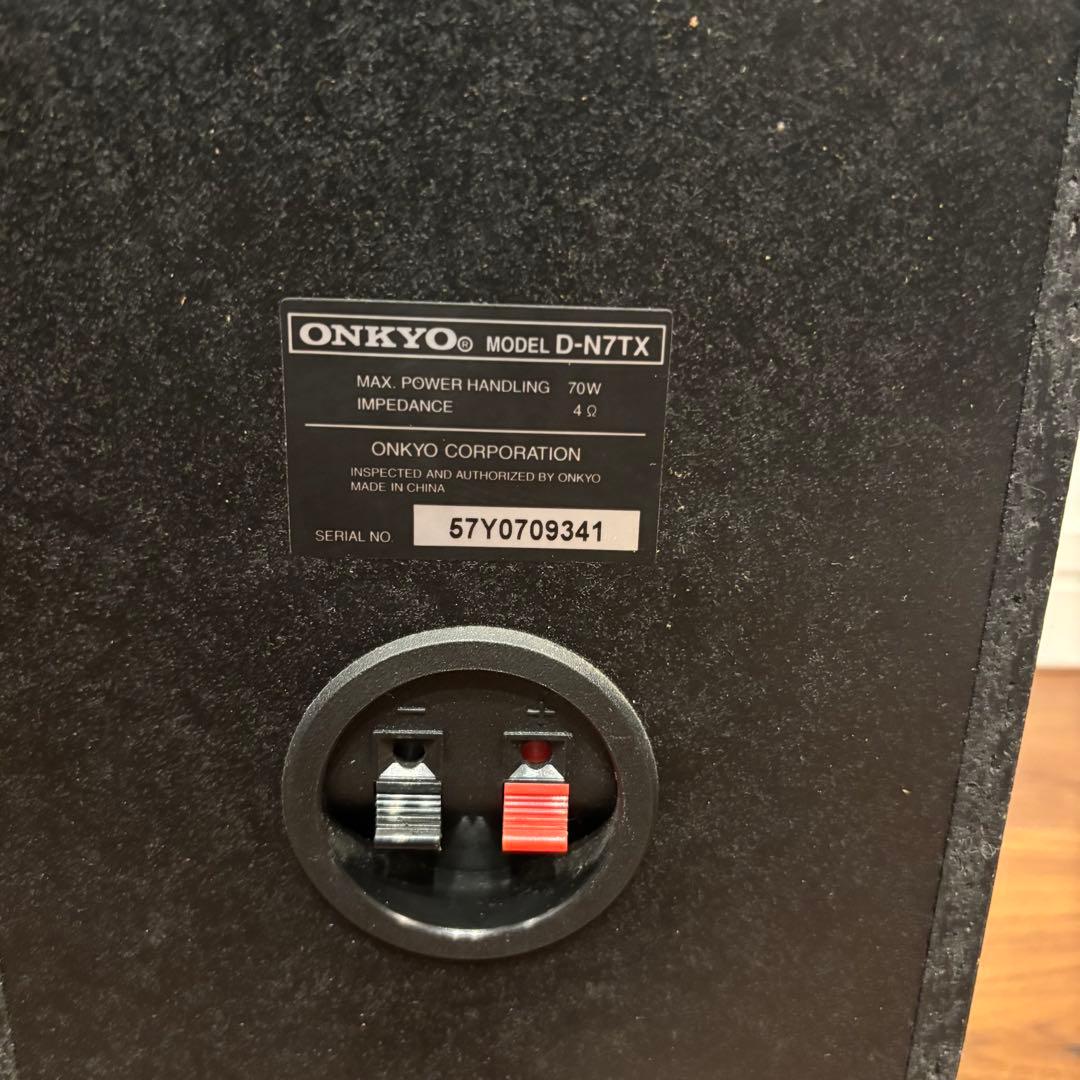 ONKYO® MODEL D-N7TX
MAX. POWER HANDLING 70W
IMPEDANCE 4 Ω
ONKYO CORPORATION
INSPECTED AND AUTHORIZED BY ONKYO
MADE IN CHINA
SERIAL NO. 57Y0709341
− +